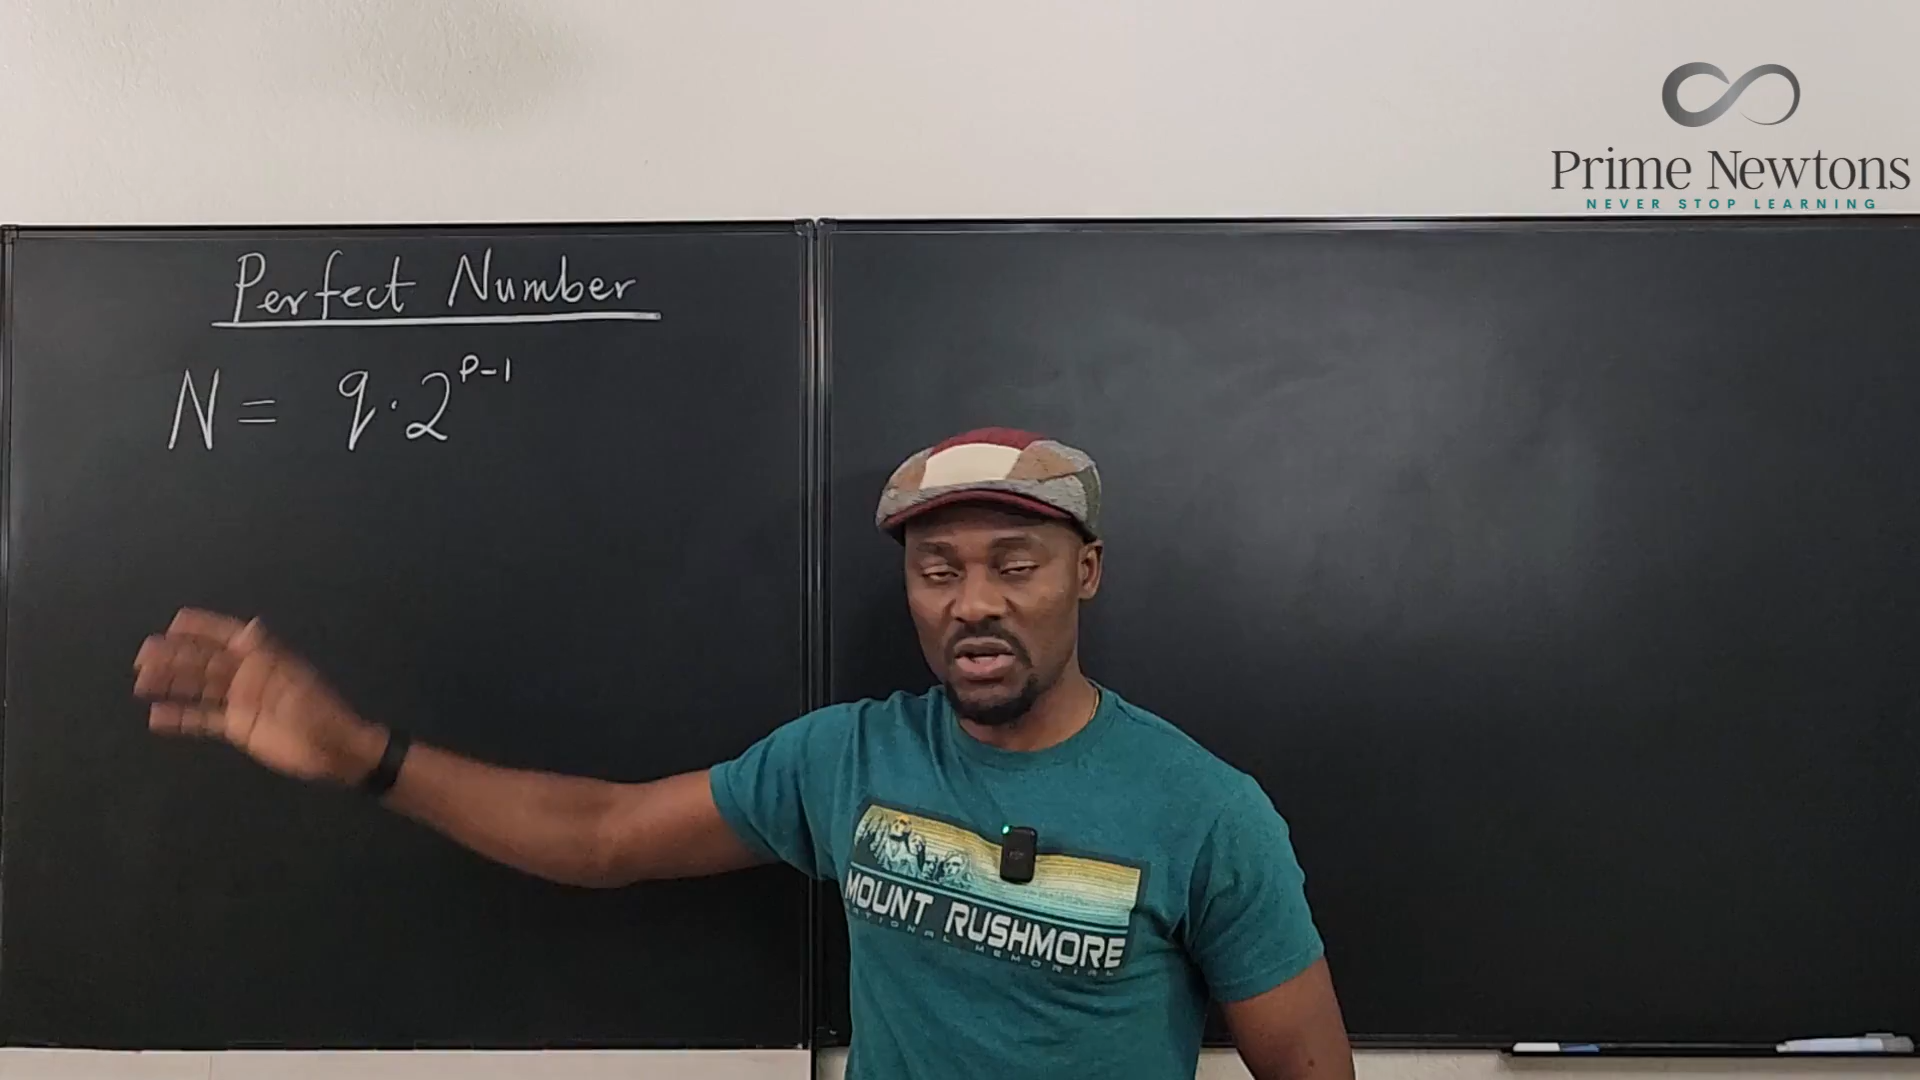 Prime Newtons
NEVER STOP LEARNING
Perfect Number
N = q · 2^{P-1}
MOUNT RUSHMORE
NATIONAL MEMORIAL